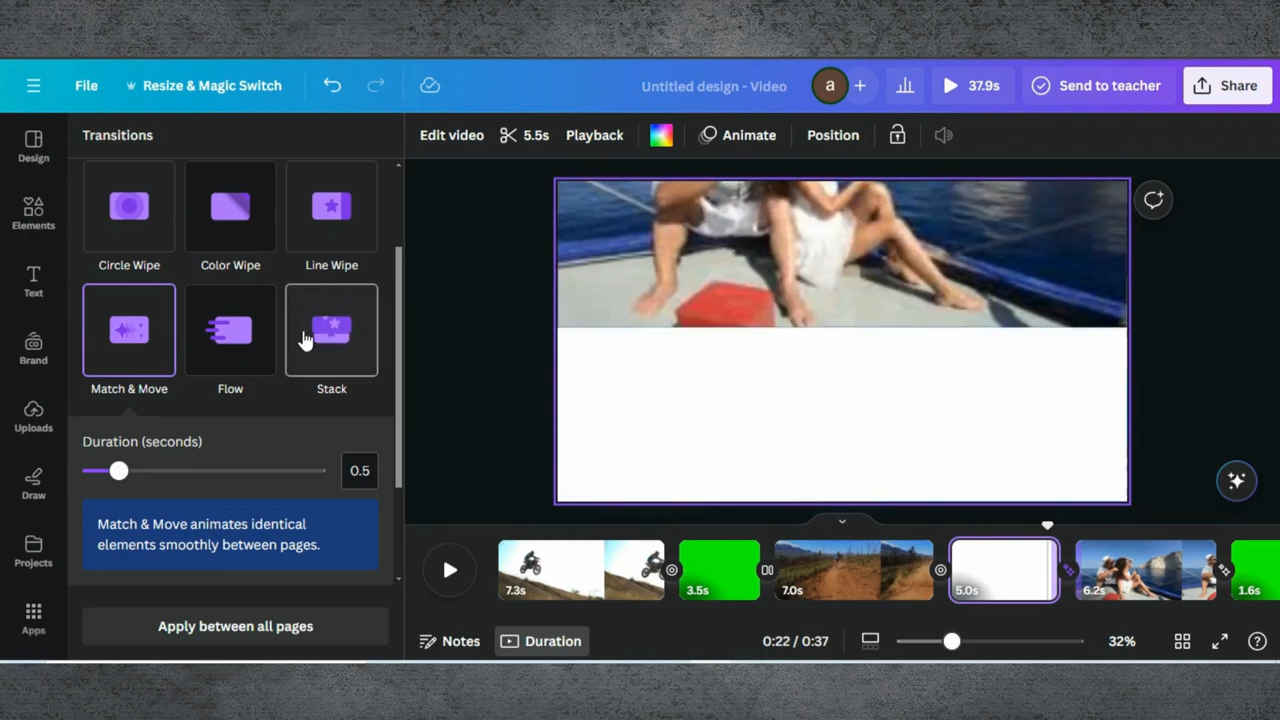 File
Resize & Magic Switch
Untitled design - Video
a
+
37.9s
Send to teacher
Share
Design
Elements
Text
Brand
Uploads
Draw
Projects
Apps
Transitions
Circle Wipe
Color Wipe
Line Wipe
Match & Move
Flow
Stack
Duration (seconds)
0.5
Match & Move animates identical
elements smoothly between pages.
Apply between all pages
Edit video
5.5s
Playback
Animate
Position
7.3s
3.5s
7.0s
5.0s
6.2s
1.6s
Notes
Duration
0:22 / 0:37
32%
?